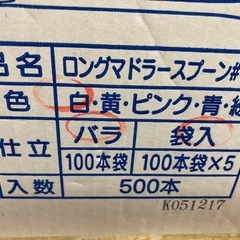 品名 ロングマドラースプーン#
色 白・黄・ピンク・青・緑
仕立 バラ 袋入
100本袋 100本袋×5
入数 500本
K051217